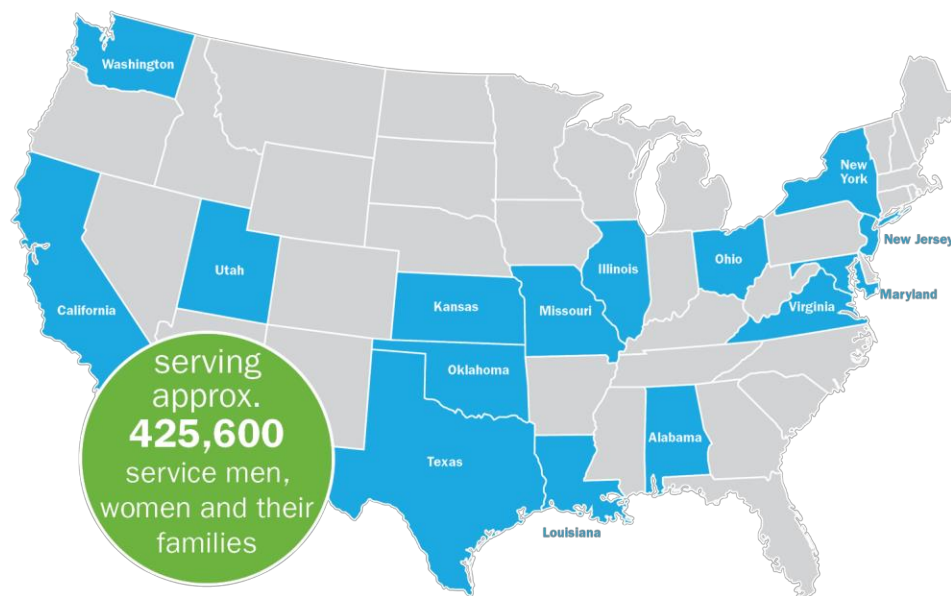 Washington
New
York
New Jersey
Utah
Illinois
Ohio
Maryland
California
Kansas
Missouri
Virginia
serving
approx.
425,600
service men,
women and their
families
Oklahoma
Alabama
Texas
Louisiana